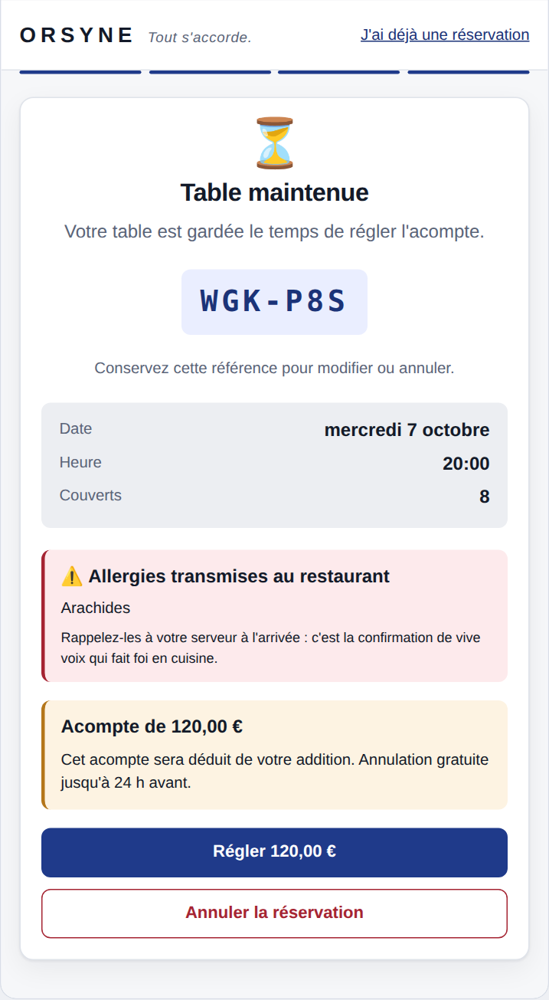 ORSYNE Tout s'accorde. J'ai déjà une réservation
Table maintenue
Votre table est gardée le temps de régler l'acompte.
WGK-P8S
Conservez cette référence pour modifier ou annuler.
Date mercredi 7 octobre
Heure 20:00
Couverts 8
⚠️ Allergies transmises au restaurant
Arachides
Rappelez-les à votre serveur à l'arrivée : c'est la confirmation de vive
voix qui fait foi en cuisine.
Acompte de 120,00 €
Cet acompte sera déduit de votre addition. Annulation gratuite
jusqu'à 24 h avant.
Régler 120,00 €
Annuler la réservation